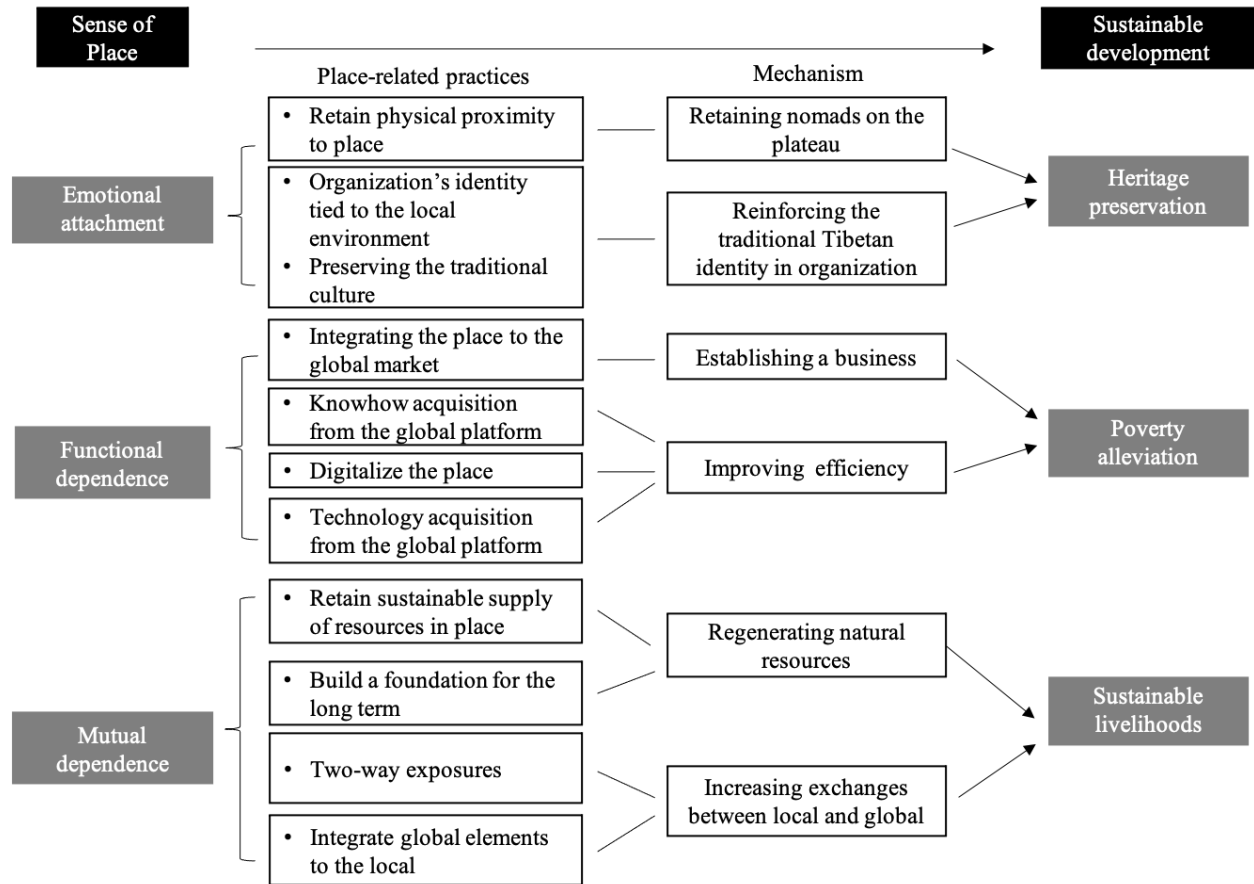 Sense of
Place
Sustainable
development
Place-related practices
Mechanism
Emotional
attachment
• Retain physical proximity
to place
• Organization's identity
tied to the local
environment
• Preserving the traditional
culture
Retaining nomads on the
plateau
Reinforcing the
traditional Tibetan
identity in organization
Heritage
preservation
Functional
dependence
• Integrating the place to the
global market
• Knowhow acquisition
from the global platform
• Digitalize the place
• Technology acquisition
from the global platform
Establishing a business
Improving efficiency
Poverty
alleviation
Mutual
dependence
• Retain sustainable supply
of resources in place
• Build a foundation for the
long term
• Two-way exposures
• Integrate global elements
to the local
Regenerating natural
resources
Increasing exchanges
between local and global
Sustainable
livelihoods